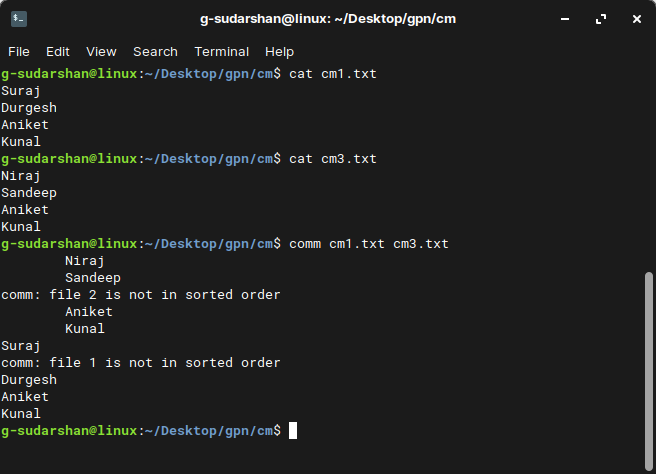 g-sudarshan@linux: ~/Desktop/gpn/cm
File Edit View Search Terminal Help
g-sudarshan@linux:~/Desktop/gpn/cm$ cat cm1.txt
Suraj
Durgesh
Aniket
Kunal
g-sudarshan@linux:~/Desktop/gpn/cm$ cat cm3.txt
Niraj
Sandeep
Aniket
Kunal
g-sudarshan@linux:~/Desktop/gpn/cm$ comm cm1.txt cm3.txt
        Niraj
        Sandeep
comm: file 2 is not in sorted order
        Aniket
        Kunal
Suraj
comm: file 1 is not in sorted order
Durgesh
Aniket
Kunal
g-sudarshan@linux:~/Desktop/gpn/cm$